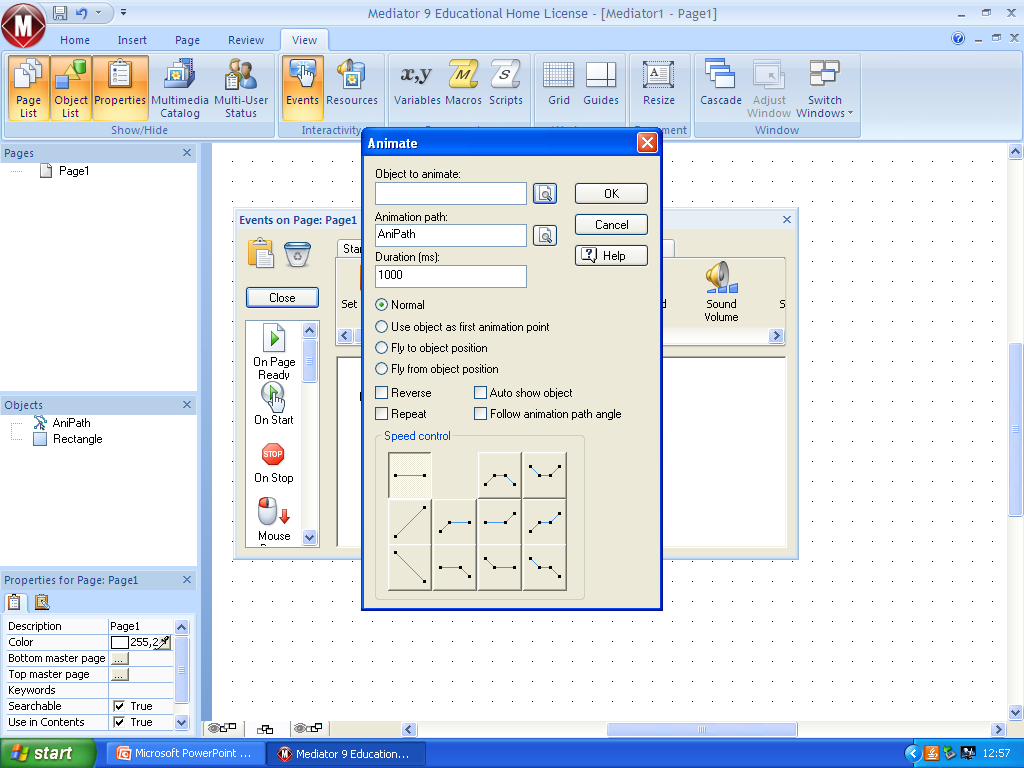 Mediator 9 Educational Home License - [Mediator1 - Page1]
Home Insert Page Review View
Page List
Object List
Properties
Multimedia Catalog
Multi-User Status
Events
Resources
Variables
Macros
Scripts
Grid
Guides
Resize
Cascade
Adjust Window
Switch Windows
Show/Hide
Interactivity
Window
Pages
Page1
Objects
AniPath
Rectangle
Properties for Page: Page1
Description Page1
Color 255,2
Bottom master page ...
Top master page ...
Keywords
Searchable True
Use in Contents True
Events on Page: Page1
Close
On Page Ready
On Start
STOP
On Stop
Mouse
Set
Sound Volume
S
Animate
Object to animate:
Animation path:
AniPath
Duration (ms):
1000
OK
Cancel
Help
Normal
Use object as first animation point
Fly to object position
Fly from object position
Reverse
Auto show object
Repeat
Follow animation path angle
Speed control
start
Microsoft PowerPoint ...
Mediator 9 Education...
12:57